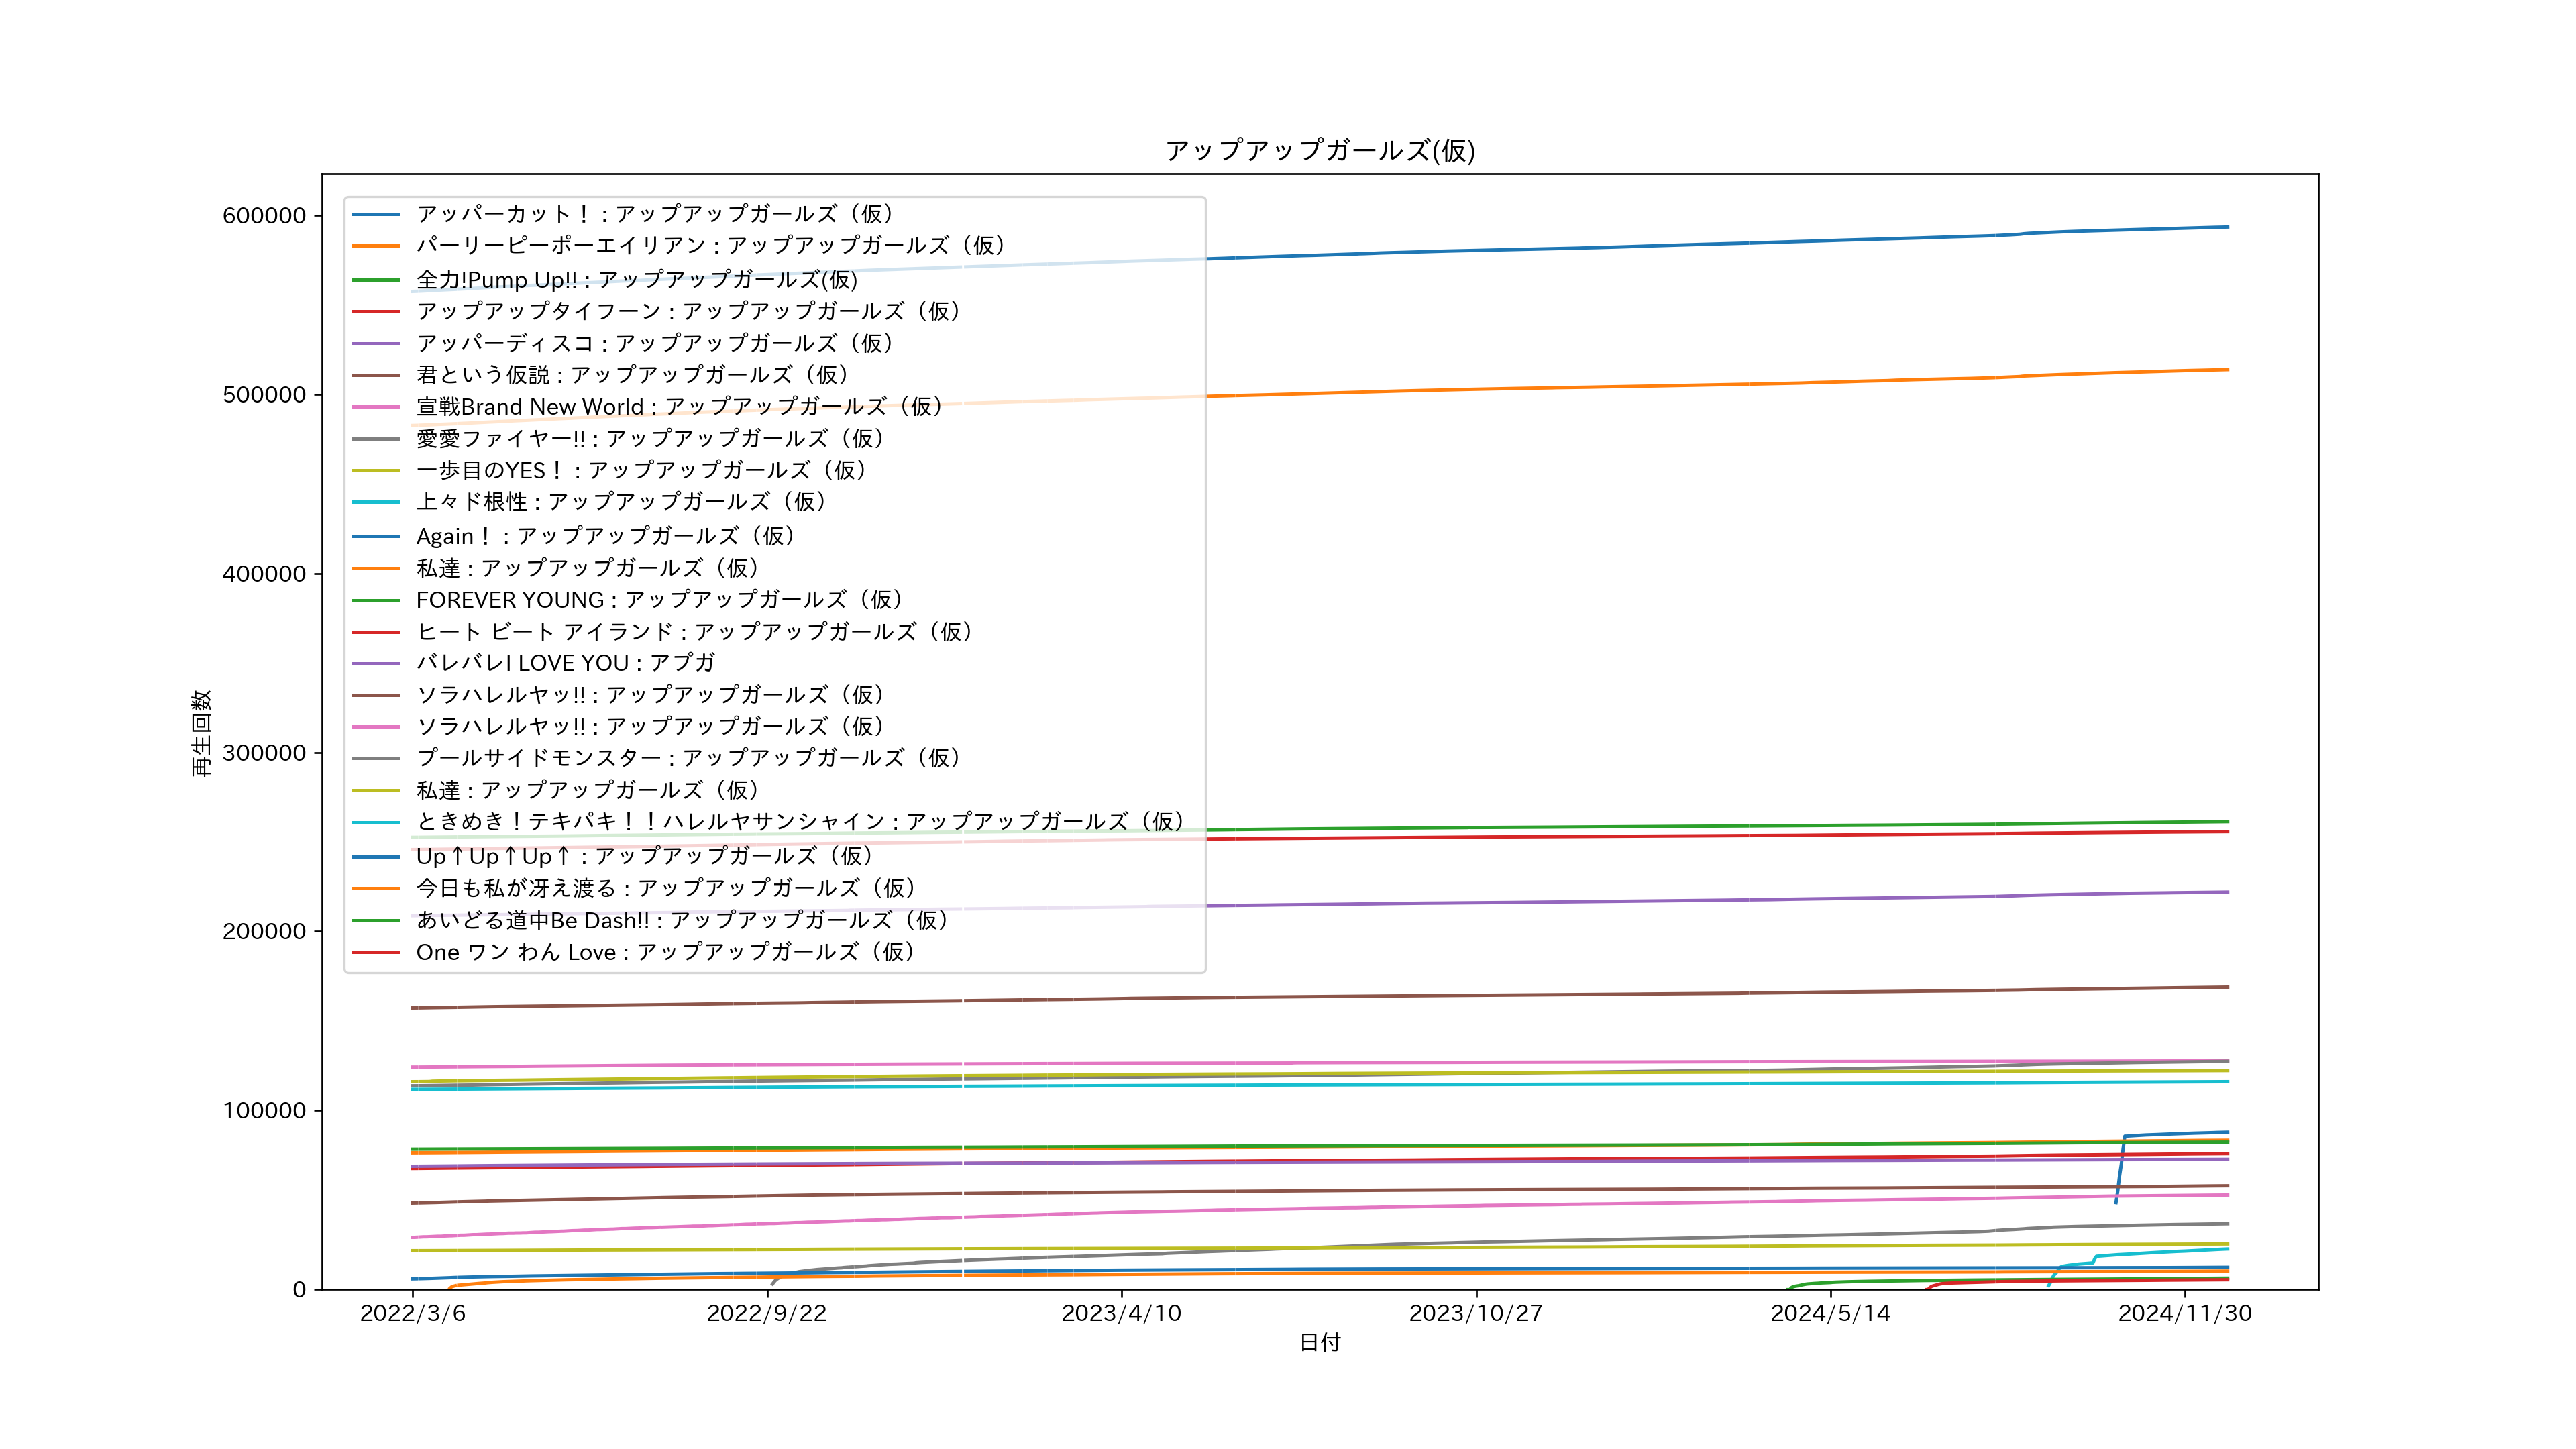 アップアップガールズ(仮)
600000
500000
400000
300000
200000
100000
0
再生回数
アッパーカット！ : アップアップガールズ（仮）
パーリーピーポーエイリアン : アップアップガールズ（仮）
全力!Pump Up!! : アップアップガールズ(仮)
アップアップタイフーン : アップアップガールズ（仮）
アッパーディスコ : アップアップガールズ（仮）
君という仮説 : アップアップガールズ（仮）
宣戦Brand New World : アップアップガールズ（仮）
愛愛ファイヤー!! : アップアップガールズ（仮）
一歩目のYES！ : アップアップガールズ（仮）
上々ド根性 : アップアップガールズ（仮）
Again！ : アップアップガールズ（仮）
私達 : アップアップガールズ（仮）
FOREVER YOUNG : アップアップガールズ（仮）
ヒート ビート アイランド : アップアップガールズ（仮）
バレバレI LOVE YOU : アプガ
ソラハレルヤッ!! : アップアップガールズ（仮）
ソラハレルヤッ!! : アップアップガールズ（仮）
プールサイドモンスター : アップアップガールズ（仮）
私達 : アップアップガールズ（仮）
ときめき！テキパキ！！ハレルヤサンシャイン : アップアップガールズ（仮）
Up↑Up↑Up↑ : アップアップガールズ（仮）
今日も私が冴え渡る : アップアップガールズ（仮）
あいどる道中Be Dash!! : アップアップガールズ（仮）
One ワン わん Love : アップアップガールズ（仮）
2022/3/6
2022/9/22
2023/4/10
2023/10/27
2024/5/14
2024/11/30
日付